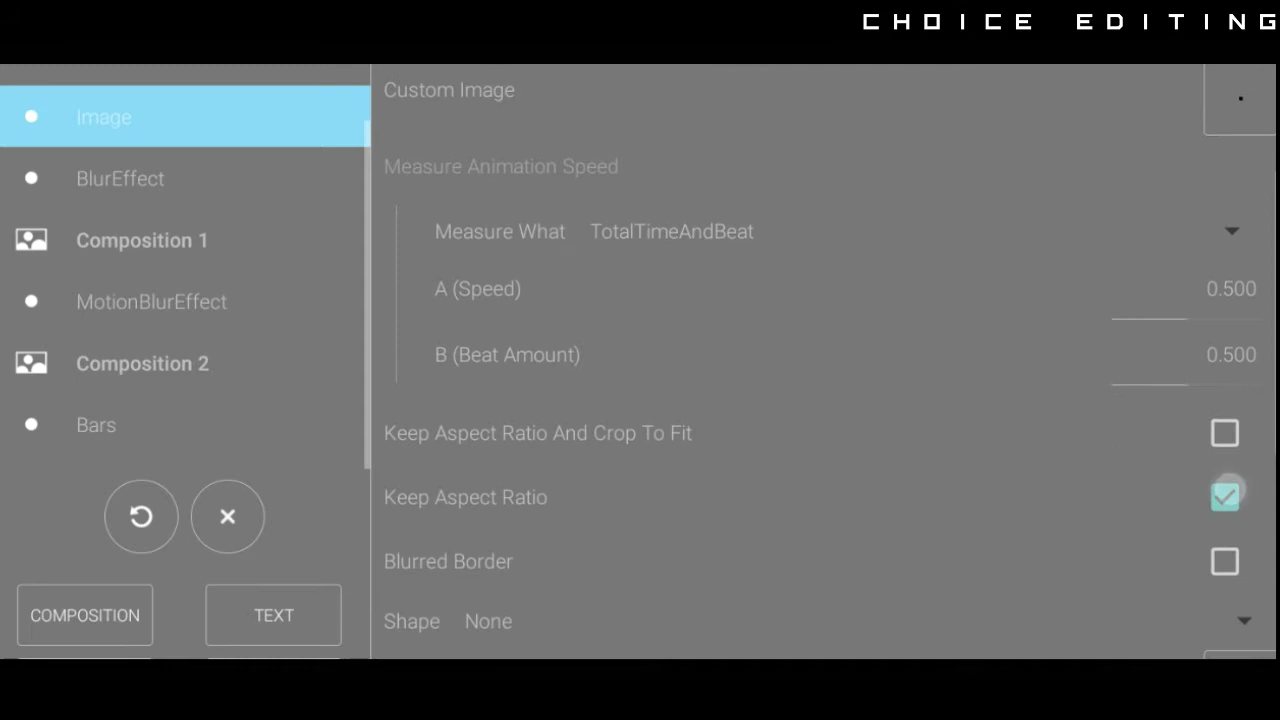 CHOICE EDITING
Image
BlurEffect
Composition 1
MotionBlurEffect
Composition 2
Bars
COMPOSITION
TEXT
Custom Image
Measure Animation Speed
Measure What TotalTimeAndBeat
A (Speed) 0.500
B (Beat Amount) 0.500
Keep Aspect Ratio And Crop To Fit
Keep Aspect Ratio
Blurred Border
Shape None